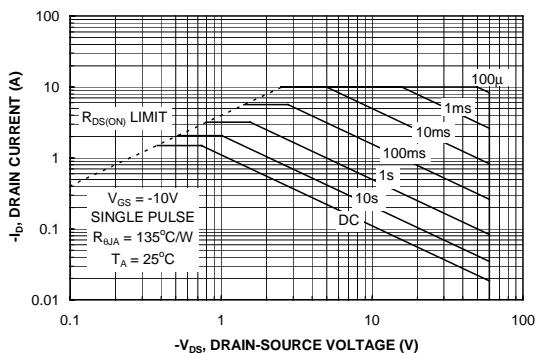 100
10
1
0.1
0.01
-I_D, DRAIN CURRENT (A)
R_DS(ON) LIMIT
V_GS = -10V
SINGLE PULSE
R_θJA = 135°C/W
T_A = 25°C
100µ
1ms
10ms
100ms
1s
10s
DC
0.1
1
10
100
-V_DS, DRAIN-SOURCE VOLTAGE (V)